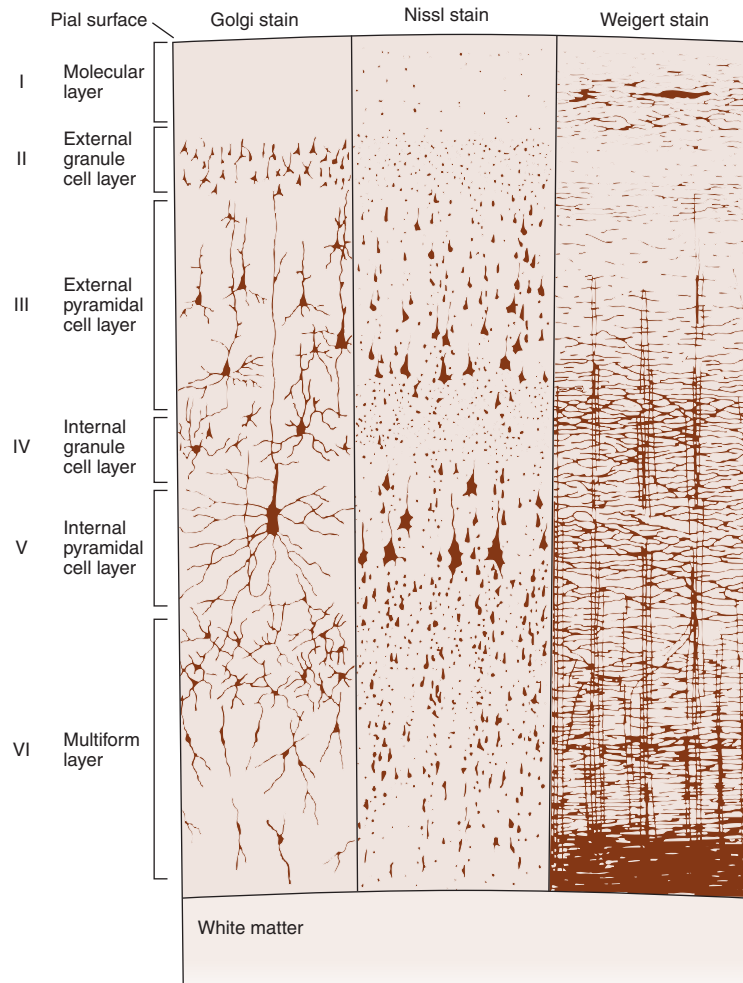 Pial surface
Golgi stain
Nissl stain
Weigert stain
I
Molecular
layer
II
External
granule
cell layer
III
External
pyramidal
cell layer
IV
Internal
granule
cell layer
V
Internal
pyramidal
cell layer
VI
Multiform
layer
White matter